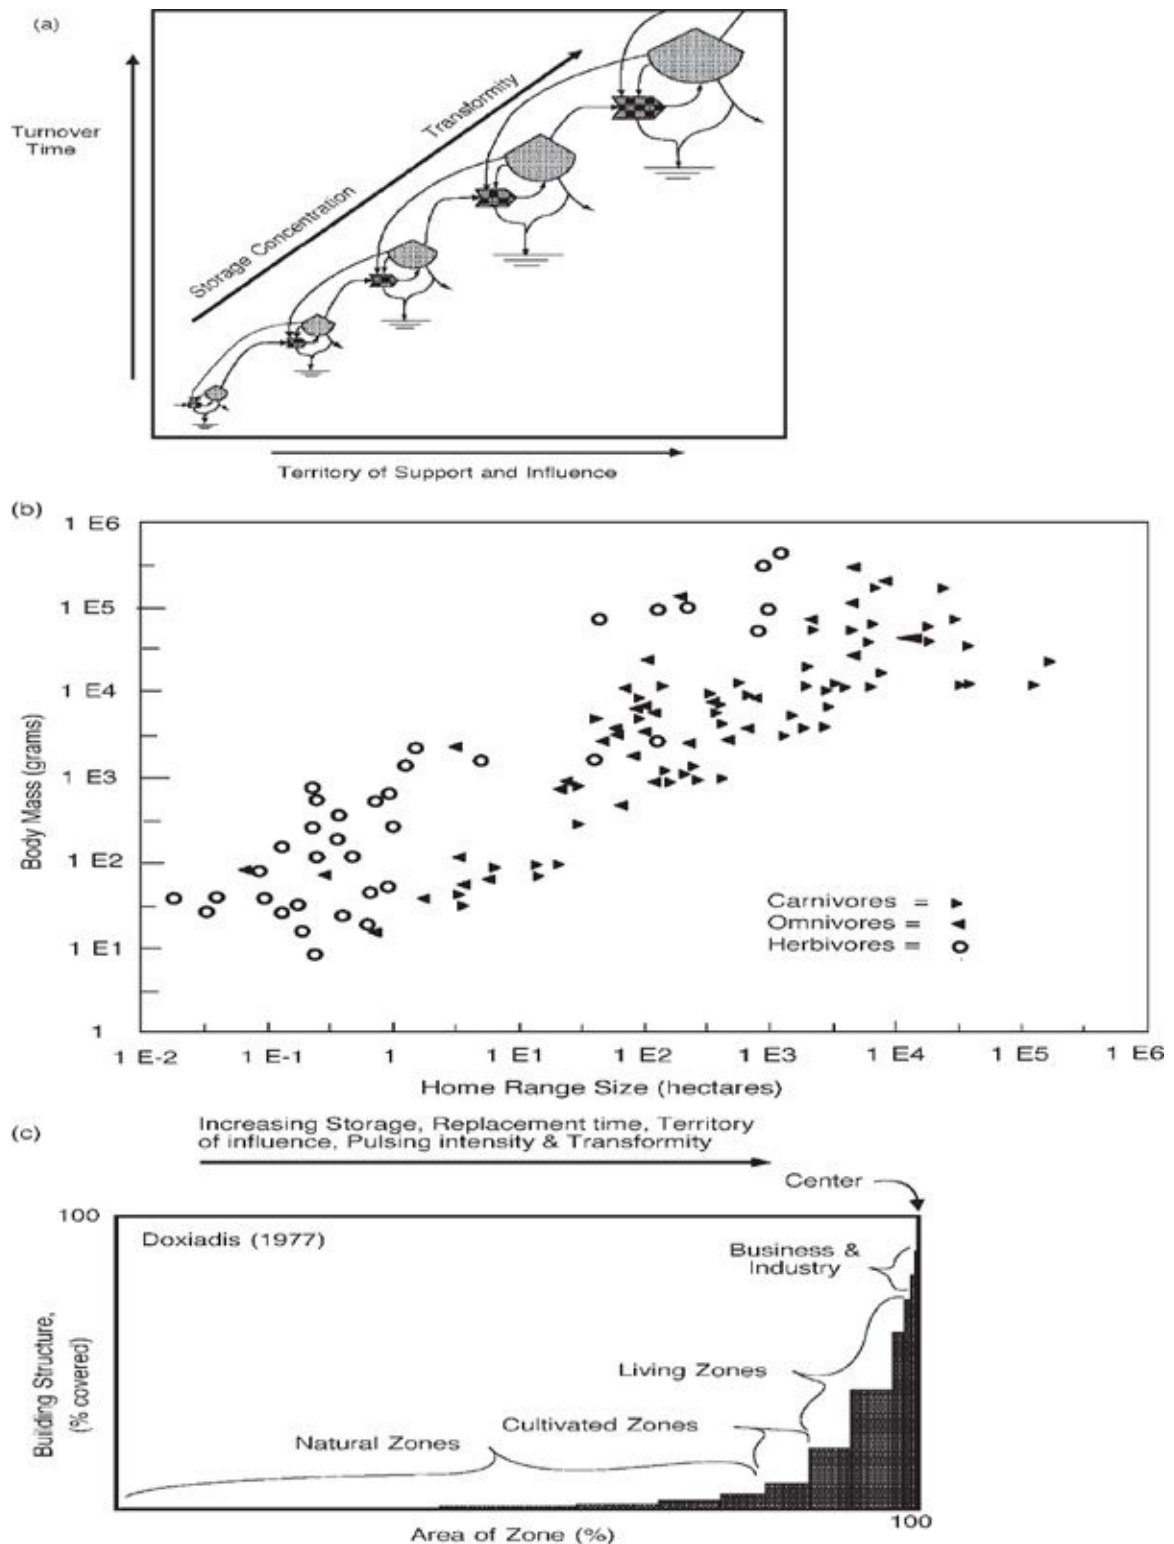 (a)
Turnover
Time
Storage Concentration
Transformity
Territory of Support and Influence
(b)
1 E6
1 E5
1 E4
1 E3
1 E2
1 E1
1
Body Mass (grams)
Carnivores =
Omnivores =
Herbivores =
1 E-2
1 E-1
1
1 E1
1 E2
1 E3
1 E4
1 E5
1 E6
Home Range Size (hectares)
(c)
Increasing Storage, Replacement time, Territory
of influence, Pulsing intensity & Transformity
Center
100
Doxiadis (1977)
Business &
Industry
Building Structure,
(% covered)
Living Zones
Cultivated Zones
Natural Zones
100
Area of Zone (%)